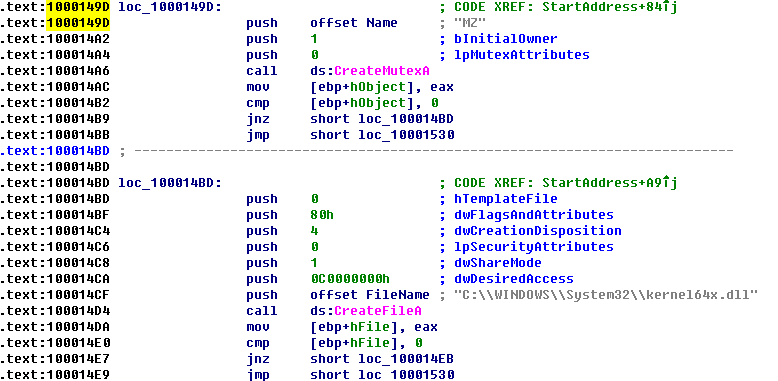 .text:1000149D loc_1000149D: ; CODE XREF: StartAddress+84↑j
.text:1000149D push offset Name ; "MZ"
.text:100014A2 push 1 ; bInitialOwner
.text:100014A4 push 0 ; lpMutexAttributes
.text:100014A6 call ds:CreateMutexA
.text:100014AC mov [ebp+hObject], eax
.text:100014B2 cmp [ebp+hObject], 0
.text:100014B9 jnz short loc_100014BD
.text:100014BB jmp short loc_10001530
.text:100014BD ; ---------------------------------------------------------------------------
.text:100014BD
.text:100014BD loc_100014BD: ; CODE XREF: StartAddress+A9↑j
.text:100014BD push 0 ; hTemplateFile
.text:100014BF push 80h ; dwFlagsAndAttributes
.text:100014C4 push 4 ; dwCreationDisposition
.text:100014C6 push 0 ; lpSecurityAttributes
.text:100014C8 push 1 ; dwShareMode
.text:100014CA push 0C0000000h ; dwDesiredAccess
.text:100014CF push offset FileName ; "C:\\WINDOWS\\System32\\kernel64x.dll"
.text:100014D4 call ds:CreateFileA
.text:100014DA mov [ebp+hFile], eax
.text:100014E0 cmp [ebp+hFile], 0
.text:100014E7 jnz short loc_100014EB
.text:100014E9 jmp short loc_10001530